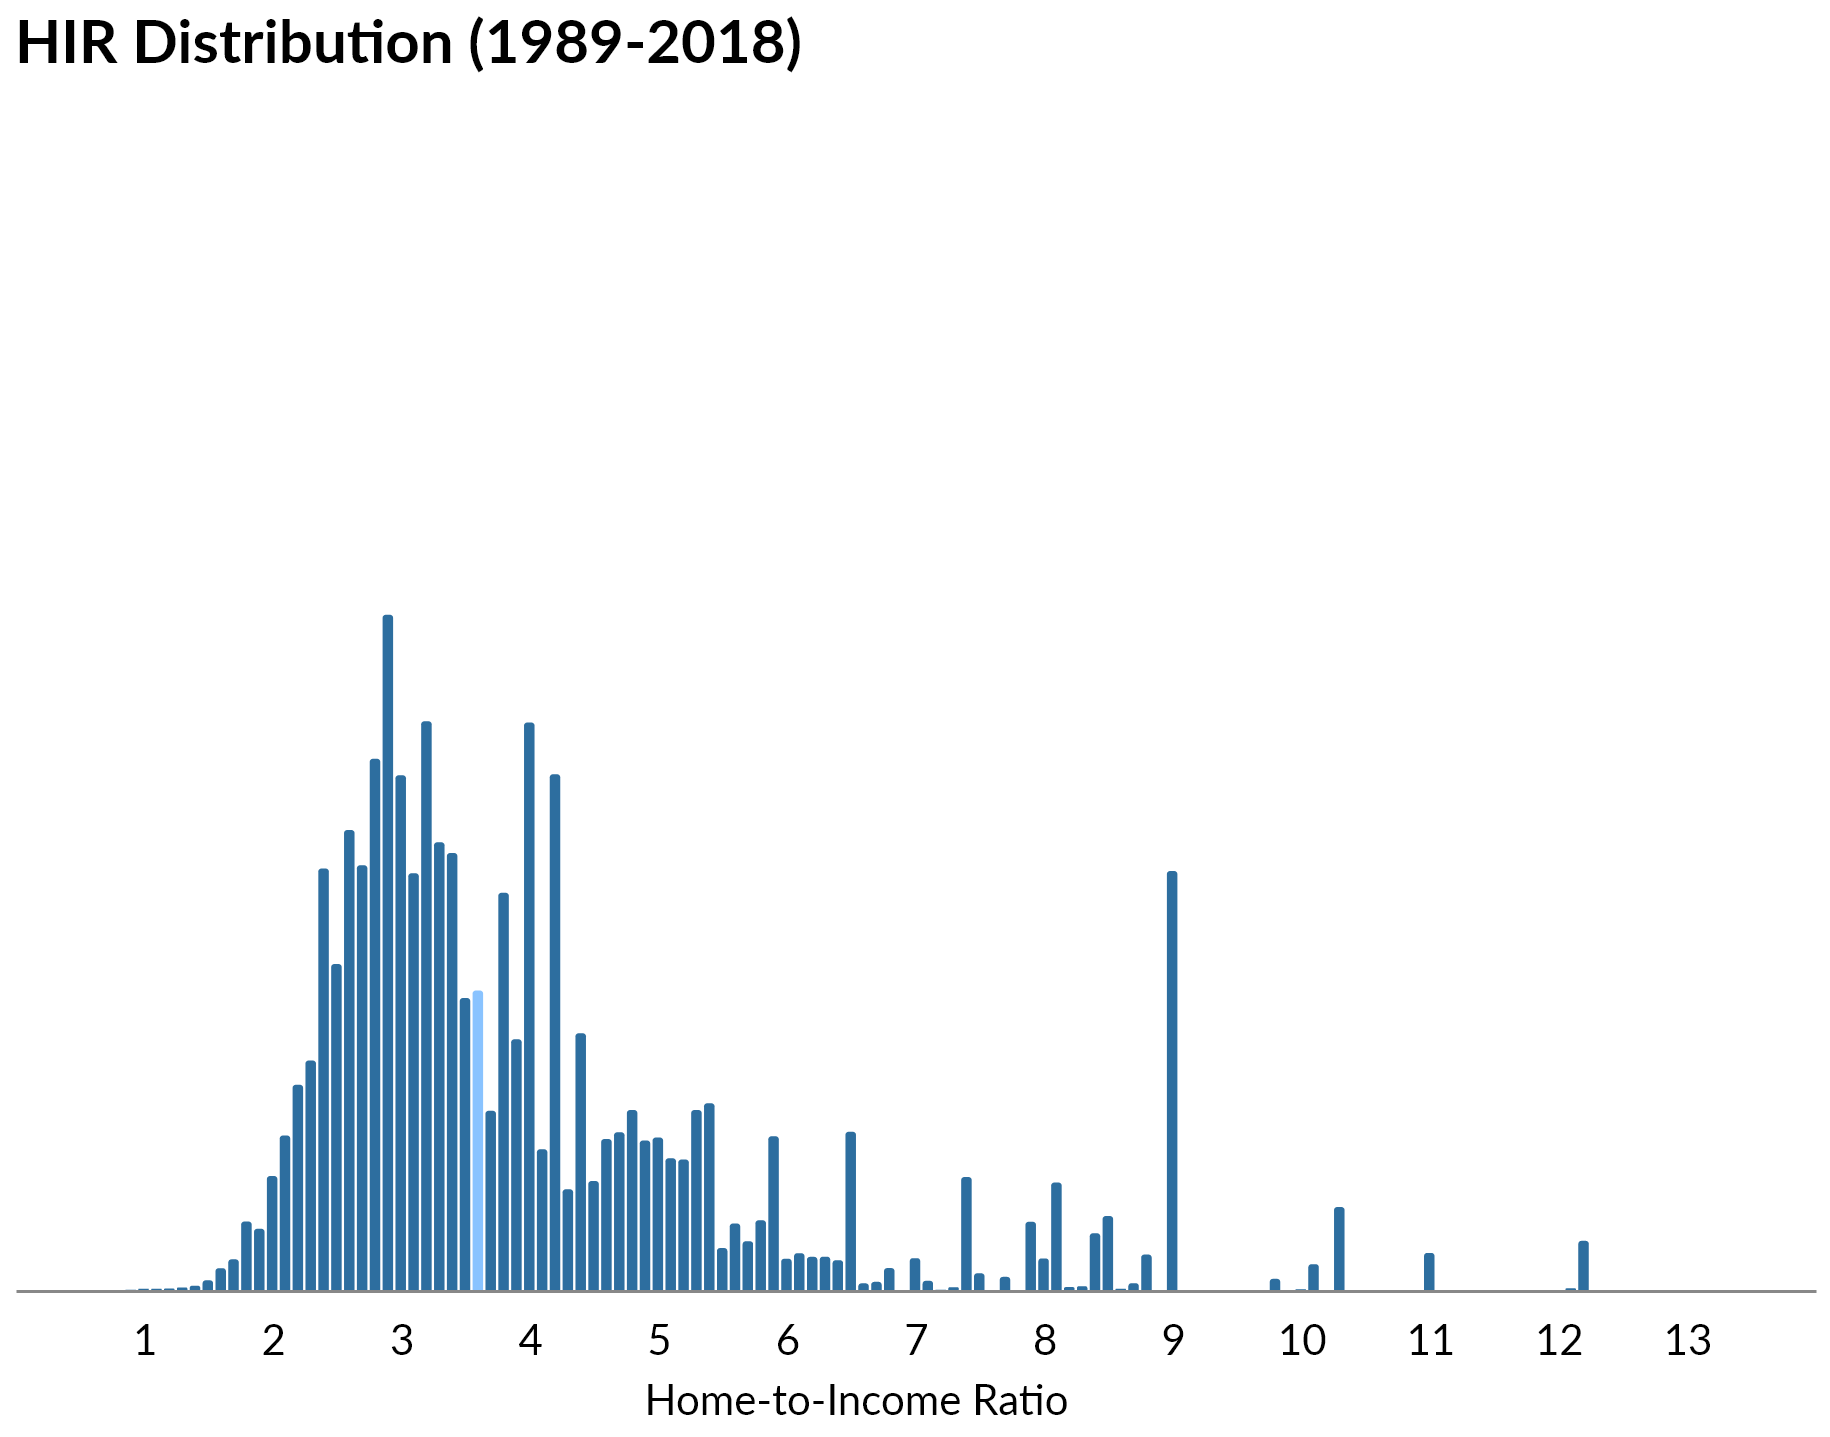 HIR Distribution (1989-2018)
1 2 3 4 5 6 7 8 9 10 11 12 13
Home-to-Income Ratio